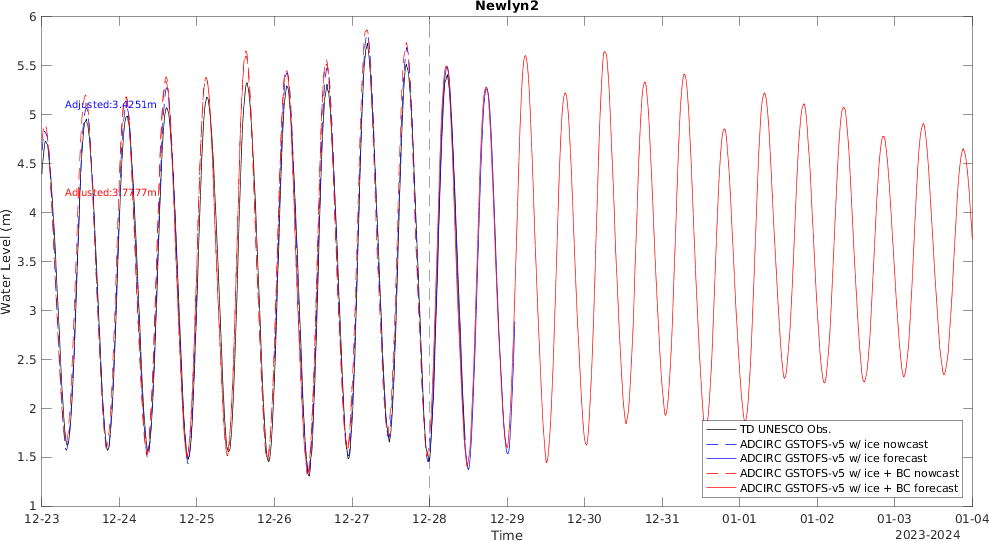 Newlyn2
Water Level (m)
6
5.5
5
4.5
4
3.5
3
2.5
2
1.5
1
Adjusted:3.4251m
Adjusted:3.7777m
TD UNESCO Obs.
ADCIRC GSTOFS-v5 w/ ice nowcast
ADCIRC GSTOFS-v5 w/ ice forecast
ADCIRC GSTOFS-v5 w/ ice + BC nowcast
ADCIRC GSTOFS-v5 w/ ice + BC forecast
12-23 12-24 12-25 12-26 12-27 12-28 12-29 12-30 12-31 01-01 01-02 01-03 01-04
Time
2023-2024